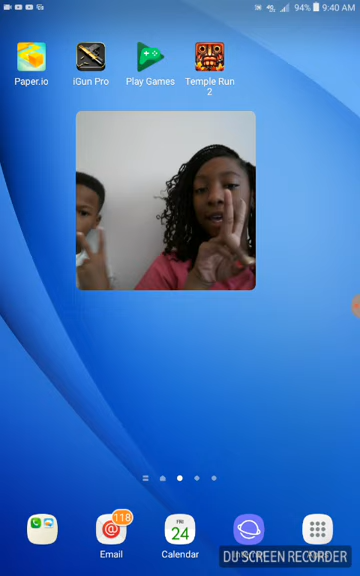 94% 9:40 AM
Paper.io
iGun Pro
Play Games
Temple Run
2
118
FRI
24
Email
Calendar
DU SCREEN RECORDER